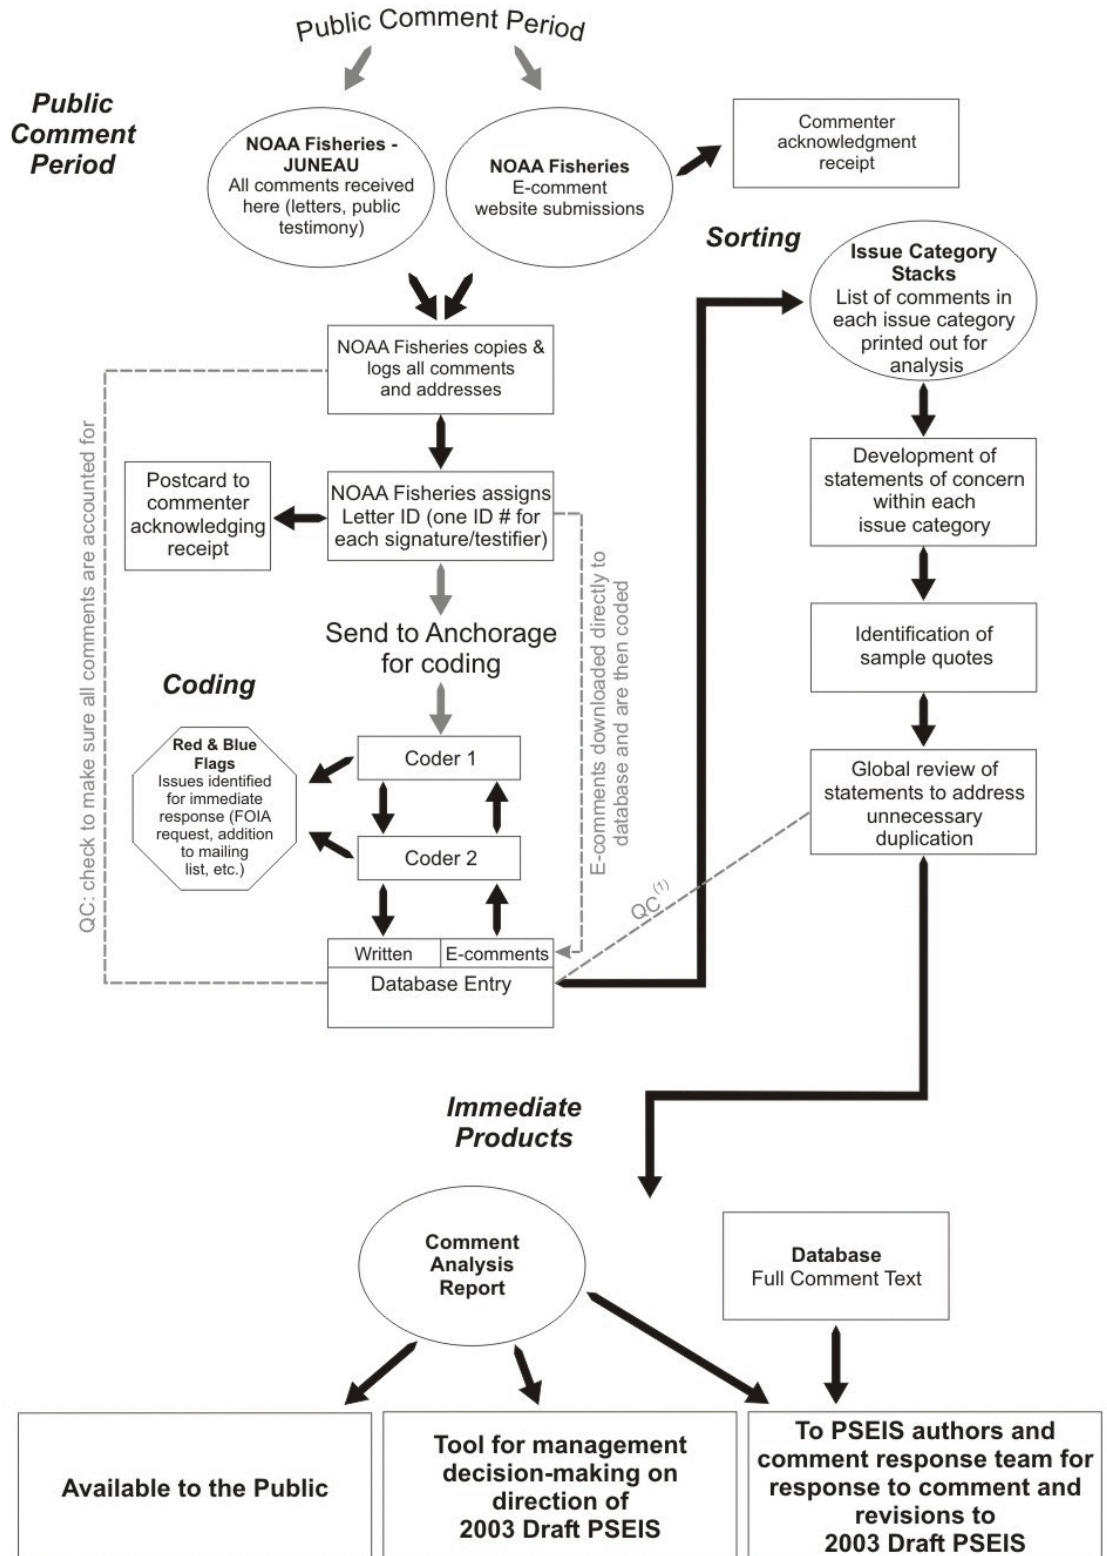 Public Comment Period
Public
Comment
Period
NOAA Fisheries -
JUNEAU
All comments received
here (letters, public
testimony)
NOAA Fisheries
E-comment
website submissions
Commenter
acknowledgment
receipt
NOAA Fisheries copies &
logs all comments
and addresses
Postcard to
commenter
acknowledging
receipt
NOAA Fisheries assigns
Letter ID (one ID # for
each signature/testifier)
Send to Anchorage
for coding
QC: check to make sure all comments are accounted for
E-comments downloaded directly to
database and are then coded
Coding
Red & Blue
Flags
Issues identified
for immediate
response (FOIA
request, addition
to mailing
list, etc.)
Coder 1
Coder 2
Written
E-comments
Database Entry
QC(1)
Sorting
Issue Category
Stacks
List of comments in
each issue category
printed out for
analysis
Development of
statements of concern
within each
issue category
Identification of
sample quotes
Global review of
statements to address
unnecessary
duplication
Immediate
Products
Comment
Analysis
Report
Database
Full Comment Text
Available to the Public
Tool for management
decision-making on
direction of
2003 Draft PSEIS
To PSEIS authors and
comment response team for
response to comment and
revisions to
2003 Draft PSEIS